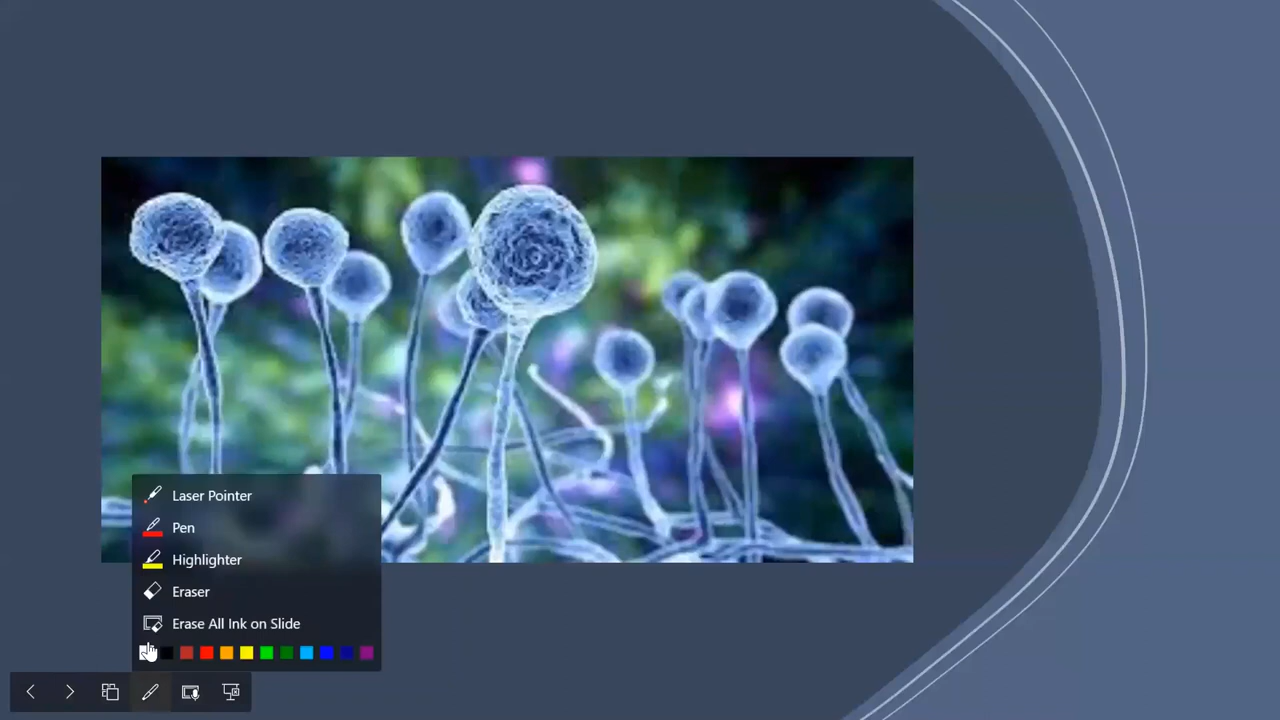 Laser Pointer
Pen
Highlighter
Eraser
Erase All Ink on Slide